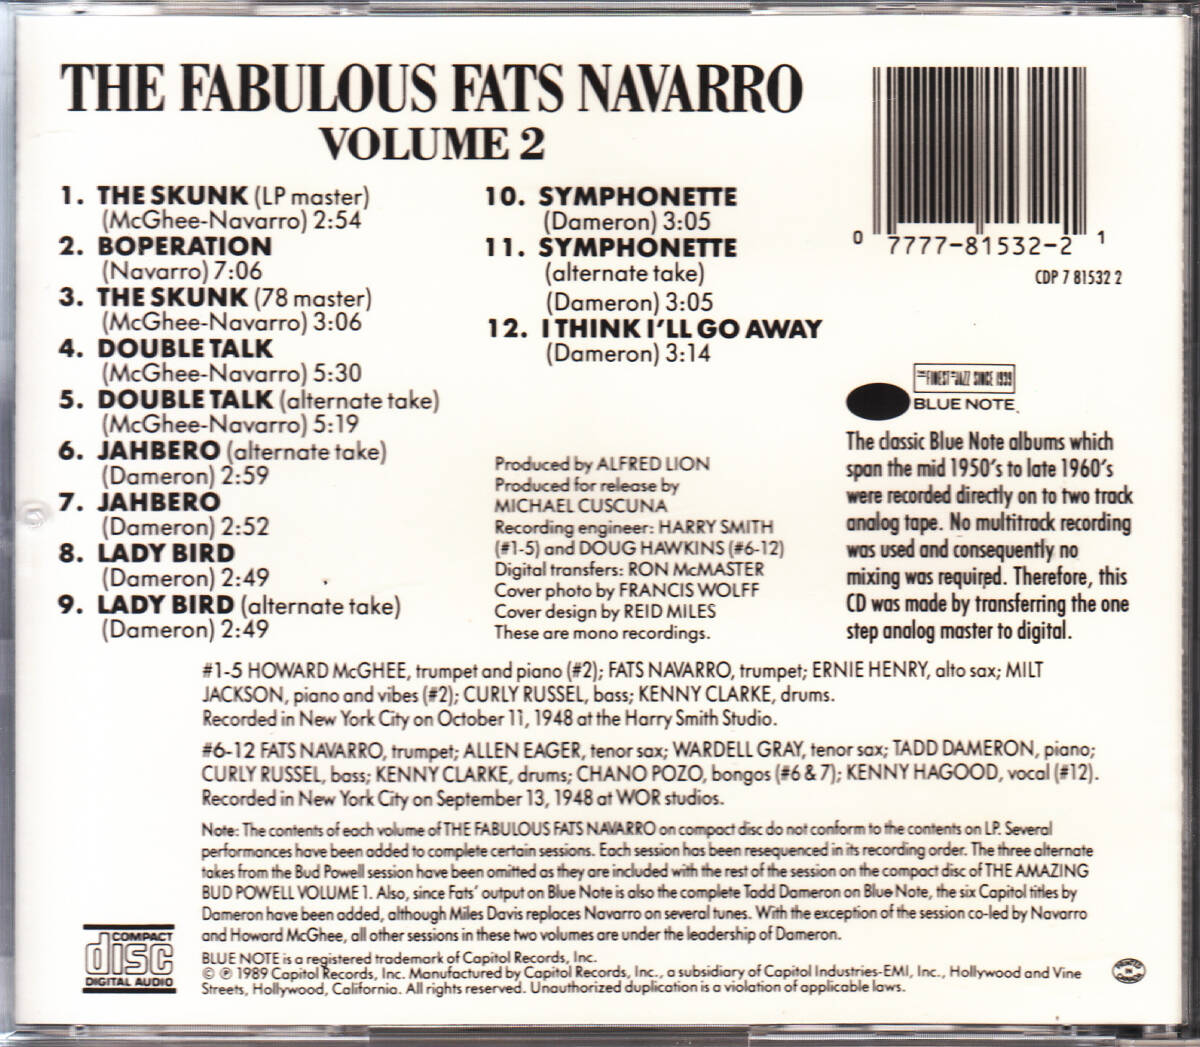 THE FABULOUS FATS NAVARRO
VOLUME 2
1. THE SKUNK (LP master)
(McGhee-Navarro) 2:54
2. BOPERATION
(Navarro) 7:06
3. THE SKUNK (78 master)
(McGhee-Navarro) 3:06
4. DOUBLE TALK
(McGhee-Navarro) 5:30
5. DOUBLE TALK (alternate take)
(McGhee-Navarro) 5:19
6. JAHBERO (alternate take)
(Dameron) 2:59
7. JAHBERO
(Dameron) 2:52
8. LADY BIRD
(Dameron) 2:49
9. LADY BIRD (alternate take)
(Dameron) 2:49
10. SYMPHONETTE
(Dameron) 3:05
11. SYMPHONETTE
(alternate take)
(Dameron) 3:05
12. I THINK I'LL GO AWAY
(Dameron) 3:14
0 7777-81532-2 1
CDP 7 81532 2
THE FINEST IN JAZZ SINCE 1939
BLUE NOTE
The classic Blue Note albums which
span the mid 1950's to late 1960's
were recorded directly on to two track
analog tape. No multitrack recording
was used and consequently no
mixing was required. Therefore, this
CD was made by transferring the one
step analog master to digital.
Produced by ALFRED LION
Produced for release by
MICHAEL CUSCUNA
Recording engineer: HARRY SMITH
(#1-5) and DOUG HAWKINS (#6-12)
Digital transfers: RON McMASTER
Cover photo by FRANCIS WOLFF
Cover design by REID MILES
These are mono recordings.
#1-5 HOWARD McGHEE, trumpet and piano (#2); FATS NAVARRO, trumpet; ERNIE HENRY, alto sax; MILT
JACKSON, piano and vibes (#2); CURLY RUSSEL, bass; KENNY CLARKE, drums.
Recorded in New York City on October 11, 1948 at the Harry Smith Studio.
#6-12 FATS NAVARRO, trumpet; ALLEN EAGER, tenor sax; WARDELL GRAY, tenor sax; TADD DAMERON, piano;
CURLY RUSSEL, bass; KENNY CLARKE, drums; CHANO POZO, bongos (#6 & 7); KENNY HAGOOD, vocal (#12).
Recorded in New York City on September 13, 1948 at WOR studios.
Note: The contents of each volume of THE FABULOUS FATS NAVARRO on compact disc do not conform to the contents on LP. Several
performances have been added to complete certain sessions. Each session has been resequenced in its recording order. The three alternate
takes from the Bud Powell session have been omitted as they are included with the rest of the session on the compact disc of THE AMAZING
BUD POWELL VOLUME 1. Also, since Fats' output on Blue Note is also the complete Tadd Dameron on Blue Note, the six Capitol titles by
Dameron have been added, although Miles Davis replaces Navarro on several tunes. With the exception of the session co-led by Navarro
and Howard McGhee, all other sessions in these two volumes are under the leadership of Dameron.
BLUE NOTE is a registered trademark of Capitol Records, Inc.
© ℗ 1989 Capitol Records, Inc. Manufactured by Capitol Records, Inc., a subsidiary of Capitol Industries-EMI, Inc., Hollywood and Vine
Streets, Hollywood, California. All rights reserved. Unauthorized duplication is a violation of applicable laws.
COMPACT
disc
DIGITAL AUDIO